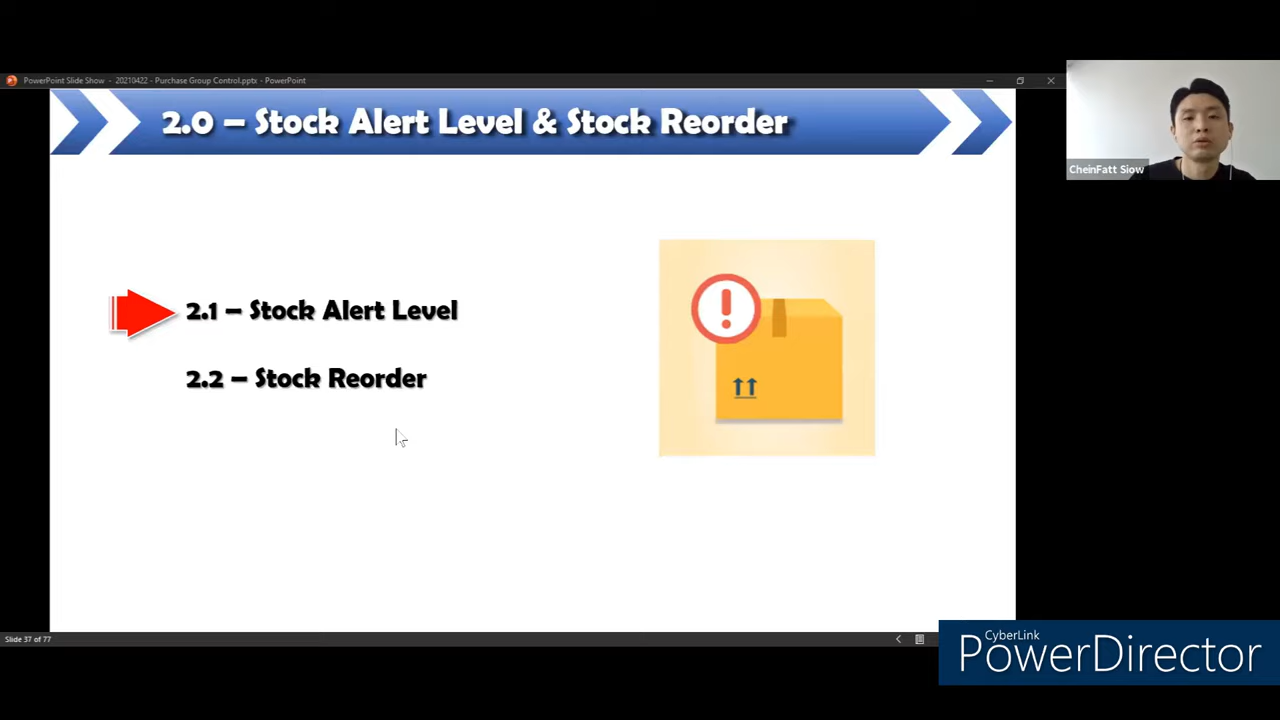 PowerPoint Slide Show - 20210422 - Purchase Group Control.pptx - PowerPoint
2.0 – Stock Alert Level & Stock Reorder
CheinFatt Siow
2.1 – Stock Alert Level
2.2 – Stock Reorder
Slide 37 of 77
CyberLink
PowerDirector